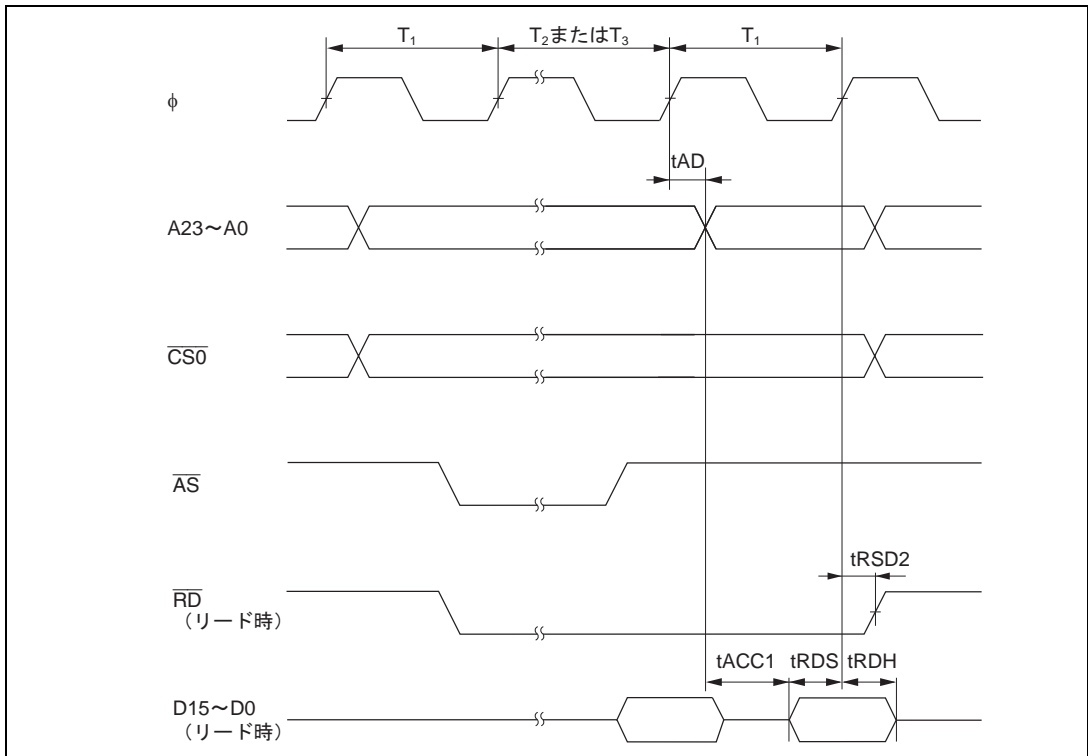 T₁ T₂またはT₃ T₁
φ
tAD
A23～A0
CS0
AS
tRSD2
RD
（リード時）
tACC1 tRDS tRDH
D15～D0
（リード時）